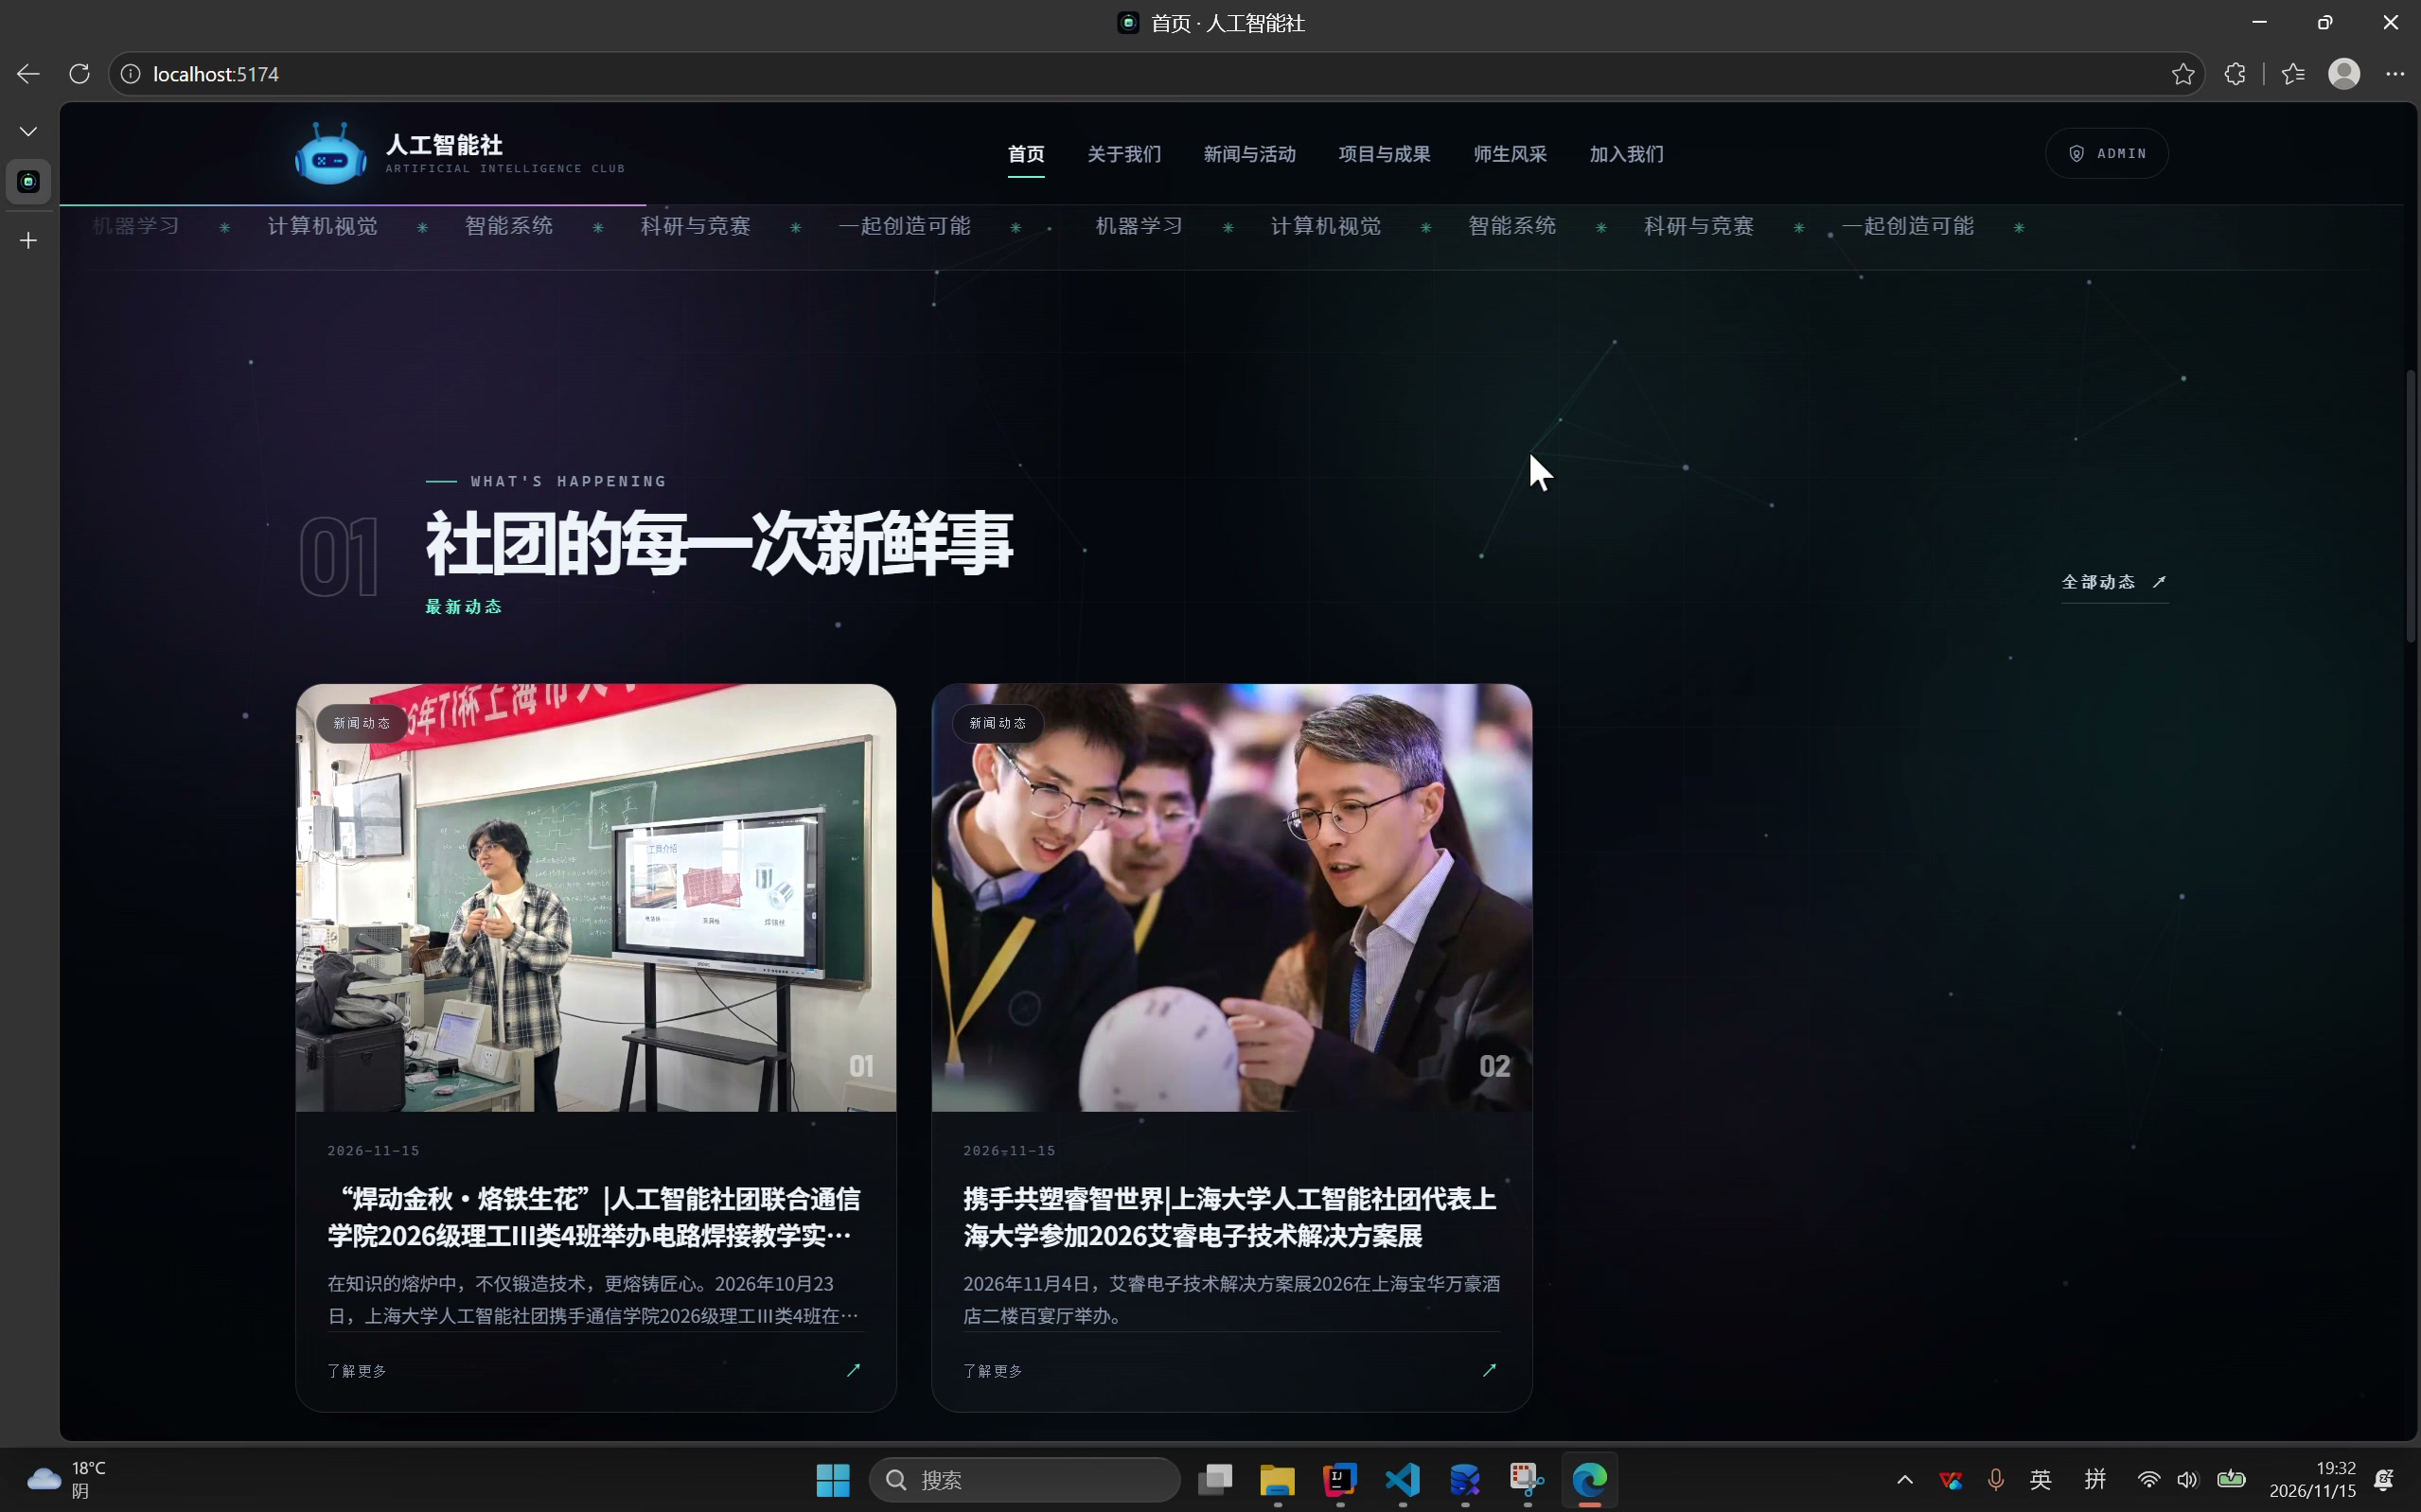 首页 · 人工智能社
localhost:5174
人工智能社
ARTIFICIAL INTELLIGENCE CLUB
首页
关于我们
新闻与活动
项目与成果
师生风采
加入我们
ADMIN
机器学习 * 计算机视觉 * 智能系统 * 科研与竞赛 * 一起创造可能 * 机器学习 * 计算机视觉 * 智能系统 * 科研与竞赛 * 一起创造可能 *
WHAT'S HAPPENING
01
社团的每一次新鲜事
最新动态
全部动态
新闻动态
6年TI杯上海市大
工具介绍
01
2026-11-15
“焊动金秋·烙铁生花”|人工智能社团联合通信
学院2026级理工III类4班举办电路焊接教学实…
在知识的熔炉中，不仅锻造技术，更熔铸匠心。2026年10月23
日，上海大学人工智能社团携手通信学院2026级理工III类4班在…
了解更多
新闻动态
02
2026-11-15
携手共塑睿智世界|上海大学人工智能社团代表上
海大学参加2026艾睿电子技术解决方案展
2026年11月4日，艾睿电子技术解决方案展2026在上海宝华万豪酒
店二楼百宴厅举办。
了解更多
18°C
阴
搜索
英
拼
19:32
2026/11/15